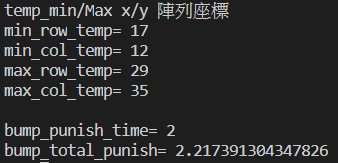 temp_min/Max x/y 陣列座標
min_row_temp= 17
min_col_temp= 12
max_row_temp= 29
max_col_temp= 35
bump_punish_time= 2
bump_total_punish= 2.217391304347826